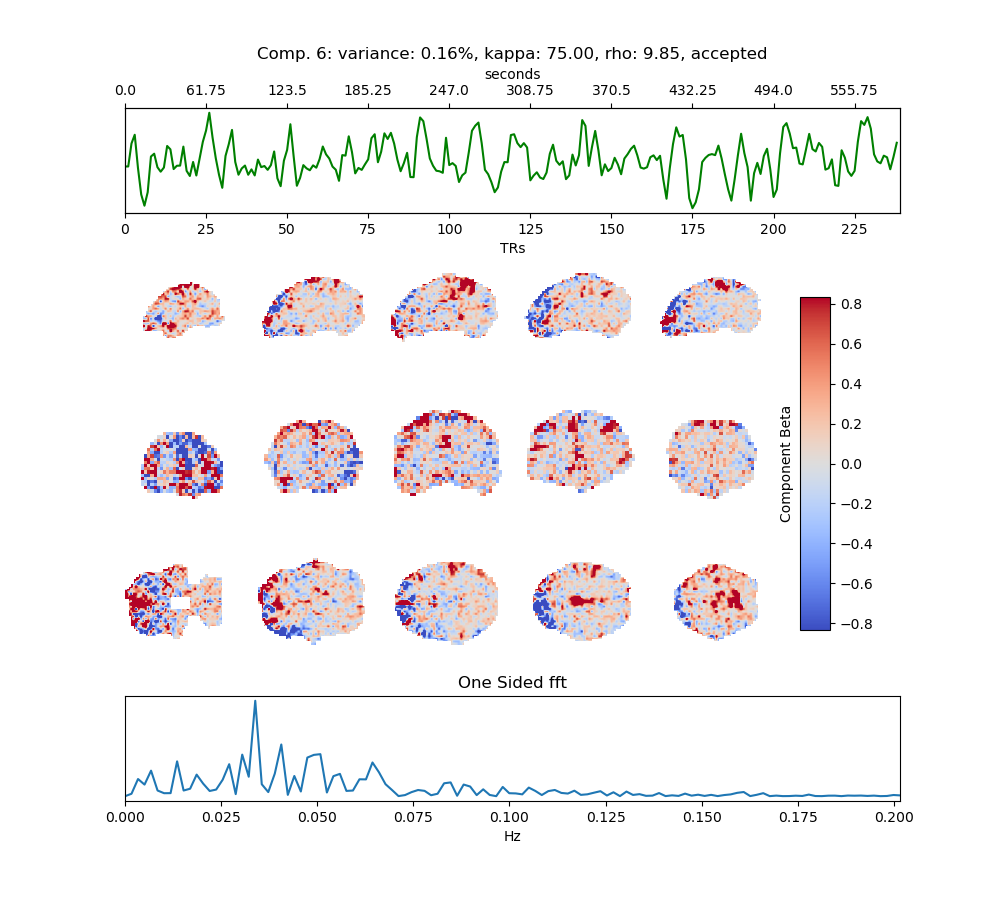 Comp. 6: variance: 0.16%, kappa: 75.00, rho: 9.85, accepted
seconds
0.0 61.75 123.5 185.25 247.0 308.75 370.5 432.25 494.0 555.75
0 25 50 75 100 125 150 175 200 225
TRs
0.8
0.6
0.4
0.2
0.0
−0.2
−0.4
−0.6
−0.8
Component Beta
One Sided fft
0.000 0.025 0.050 0.075 0.100 0.125 0.150 0.175 0.200
Hz